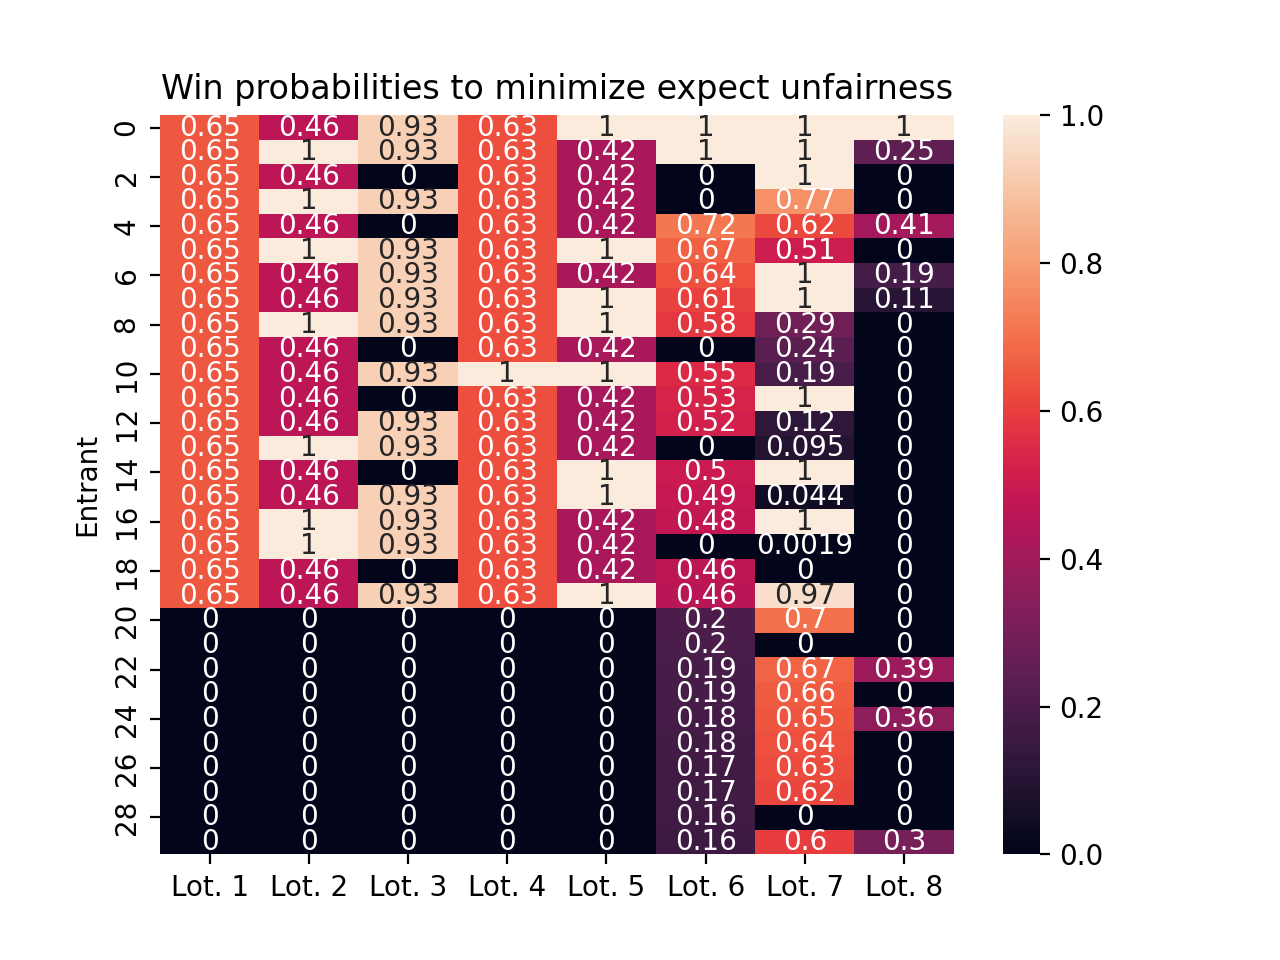 Win probabilities to minimize expect unfairness
0 0.65 0.46 0.93 0.63 1 1 1 1 1.0
0.65 1 0.93 0.63 0.42 1 1 0.25
2 0.65 0.46 0 0.63 0.42 0 1 0
0.65 1 0.93 0.63 0.42 0 0.77 0
4 0.65 0.46 0 0.63 0.42 0.72 0.62 0.41
0.65 1 0.93 0.63 1 0.67 0.51 0 0.8
6 0.65 0.46 0.93 0.63 0.42 0.64 1 0.19
0.65 0.46 0.93 0.63 1 0.61 1 0.11
8 0.65 1 0.93 0.63 1 0.58 0.29 0
0.65 0.46 0 0.63 0.42 0 0.24 0
10 0.65 0.46 0.93 1 1 0.55 0.19 0
0.65 0.46 0 0.63 0.42 0.53 1 0 0.6
12 0.65 0.46 0.93 0.63 0.42 0.52 0.12 0
0.65 1 0.93 0.63 0.42 0 0.095 0
14 0.65 0.46 0 0.63 1 0.5 1 0
Entrant
0.65 0.46 0.93 0.63 1 0.49 0.044 0
16 0.65 1 0.93 0.63 0.42 0.48 1 0
0.65 1 0.93 0.63 0.42 0 0.0019 0
18 0.65 0.46 0 0.63 0.42 0.46 0 0 0.4
0.65 0.46 0.93 0.63 1 0.46 0.97 0
20 0 0 0 0 0 0.2 0.7 0
0 0 0 0 0 0.2 0 0
22 0 0 0 0 0 0.19 0.67 0.39
0 0 0 0 0 0.19 0.66 0
24 0 0 0 0 0 0.18 0.65 0.36 0.2
0 0 0 0 0 0.18 0.64 0
26 0 0 0 0 0 0.17 0.63 0
0 0 0 0 0 0.17 0.62 0
28 0 0 0 0 0 0.16 0 0
0 0 0 0 0 0.16 0.6 0.3 0.0
Lot. 1 Lot. 2 Lot. 3 Lot. 4 Lot. 5 Lot. 6 Lot. 7 Lot. 8